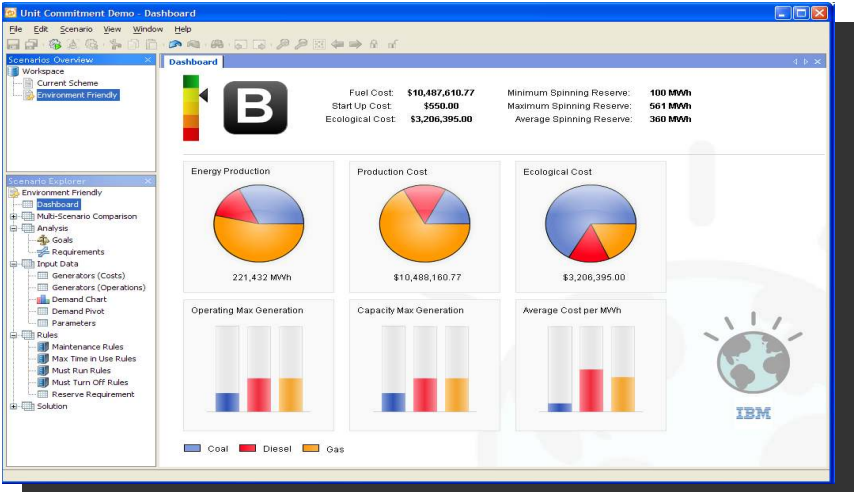 Unit Commitment Demo - Dashboard
File Edit Scenario View Window Help
Scenarios Overview
Workspace
Current Scheme
Environment Friendly
Scenario Explorer
Environment Friendly
Dashboard
Multi-Scenario Comparison
Analysis
Goals
Requirements
Input Data
Generators (Costs)
Generators (Operations)
Demand Chart
Demand Pivot
Parameters
Rules
Maintenance Rules
Max Time in Use Rules
Must Run Rules
Must Turn Off Rules
Reserve Requirement
Solution
Dashboard
B
Fuel Cost: $10,487,610.77 Minimum Spinning Reserve: 100 MWh
Start Up Cost: $550.00 Maximum Spinning Reserve: 561 MWh
Ecological Cost: $3,206,395.00 Average Spinning Reserve: 360 MWh
Energy Production Production Cost Ecological Cost
221,432 MWh $10,488,160.77 $3,206,395.00
Operating Max Generation Capacity Max Generation Average Cost per MWh
Coal Diesel Gas
IBM